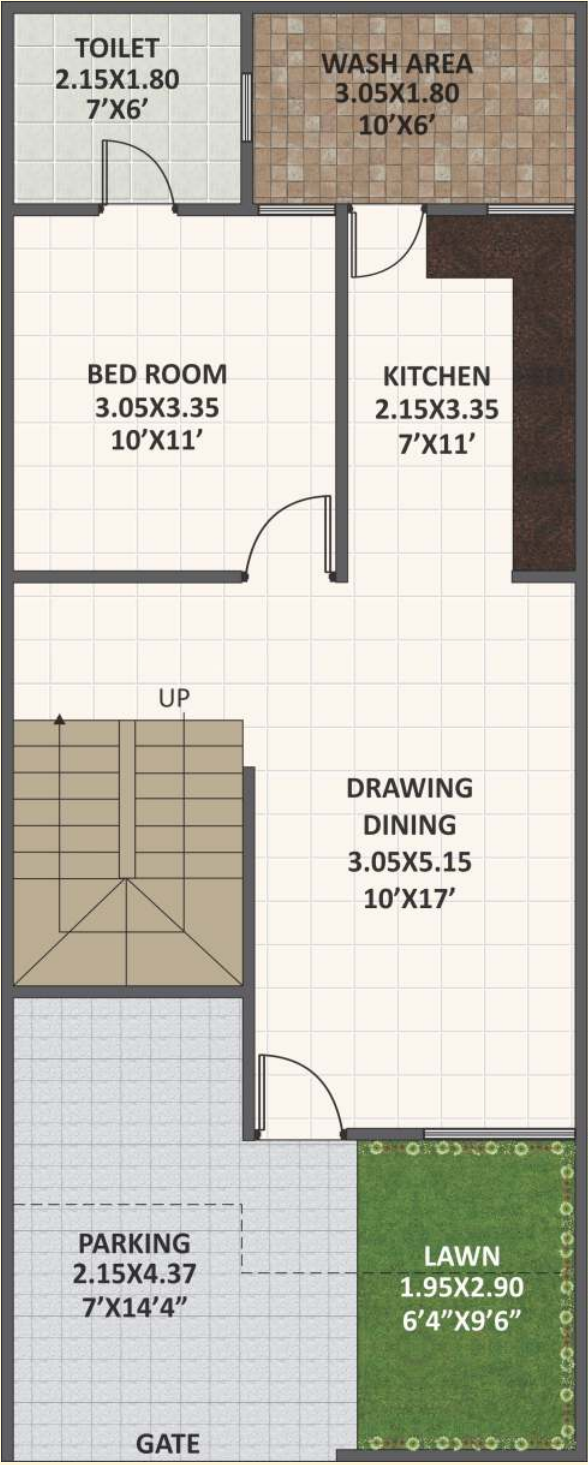 TOILET
2.15X1.80
7’X6’
WASH AREA
3.05X1.80
10’X6’
BED ROOM
3.05X3.35
10’X11’
KITCHEN
2.15X3.35
7’X11’
UP
DRAWING
DINING
3.05X5.15
10’X17’
PARKING
2.15X4.37
7’X14’4”
LAWN
1.95X2.90
6’4”X9’6”
GATE